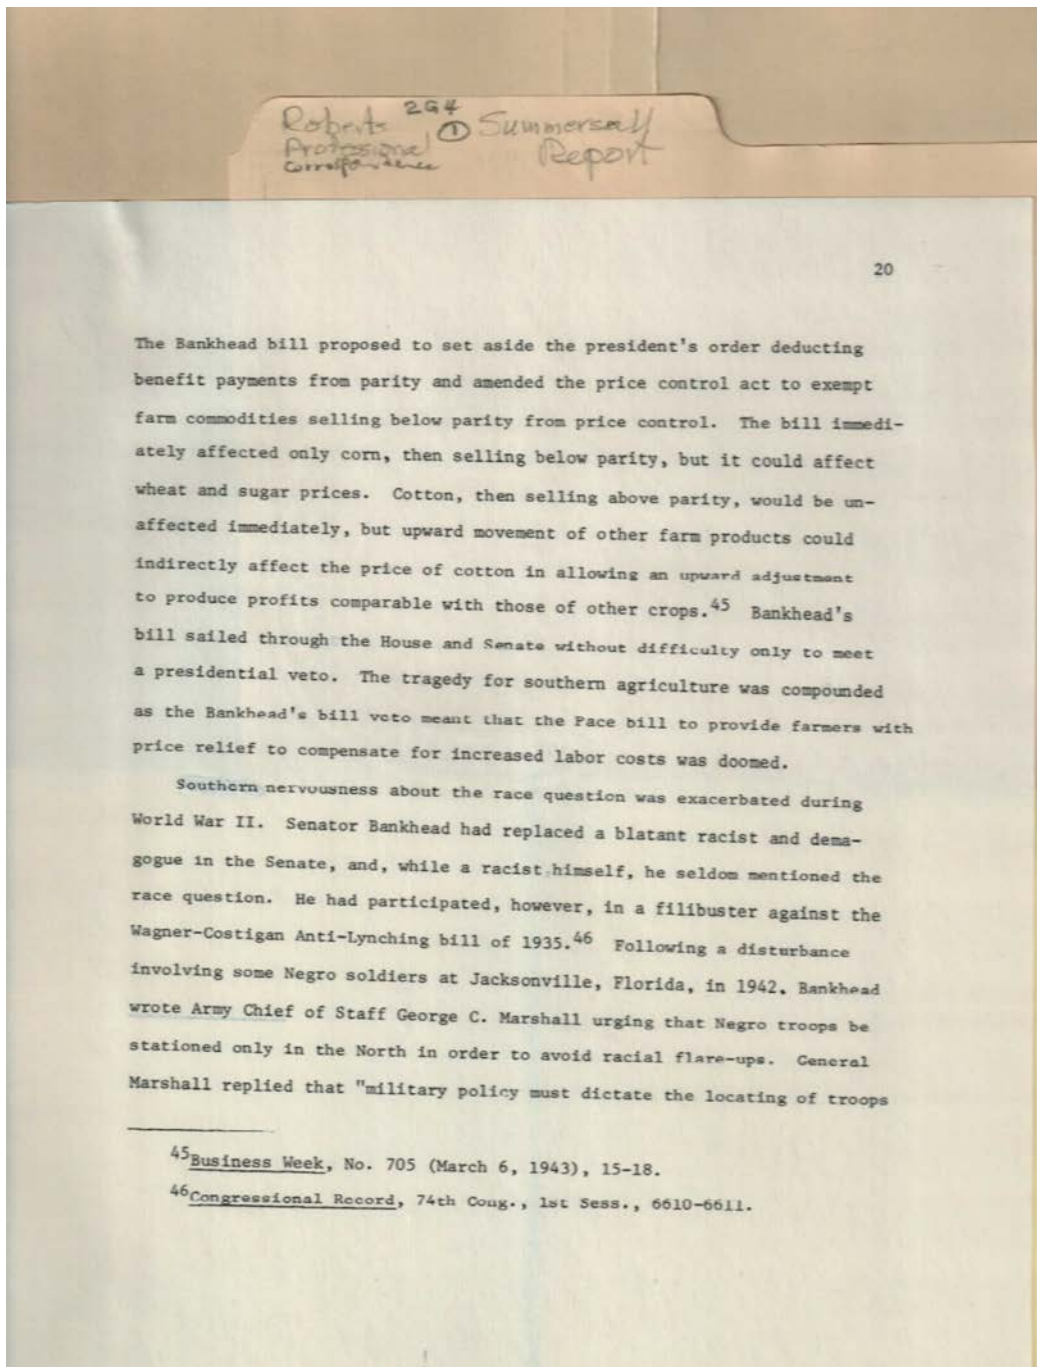 Roberts 2G4 ① Summersell
Professional Report
Correspondence
20
The Bankhead bill proposed to set aside the president's order deducting
benefit payments from parity and amended the price control act to exempt
farm commodities selling below parity from price control. The bill immedi-
ately affected only corn, then selling below parity, but it could affect
wheat and sugar prices. Cotton, then selling above parity, would be un-
affected immediately, but upward movement of other farm products could
indirectly affect the price of cotton in allowing an upward adjustment
to produce profits comparable with those of other crops.45 Bankhead's
bill sailed through the House and Senate without difficulty only to meet
a presidential veto. The tragedy for southern agriculture was compounded
as the Bankhead's bill veto meant that the Pace bill to provide farmers with
price relief to compensate for increased labor costs was doomed.
Southern nervousness about the race question was exacerbated during
World War II. Senator Bankhead had replaced a blatant racist and dema-
gogue in the Senate, and, while a racist himself, he seldom mentioned the
race question. He had participated, however, in a filibuster against the
Wagner-Costigan Anti-Lynching bill of 1935.46 Following a disturbance
involving some Negro soldiers at Jacksonville, Florida, in 1942, Bankhead
wrote Army Chief of Staff George C. Marshall urging that Negro troops be
stationed only in the North in order to avoid racial flare-ups. General
Marshall replied that "military policy must dictate the locating of troops
45Business Week, No. 705 (March 6, 1943), 15-18.
46Congressional Record, 74th Cong., 1st Sess., 6610-6611.